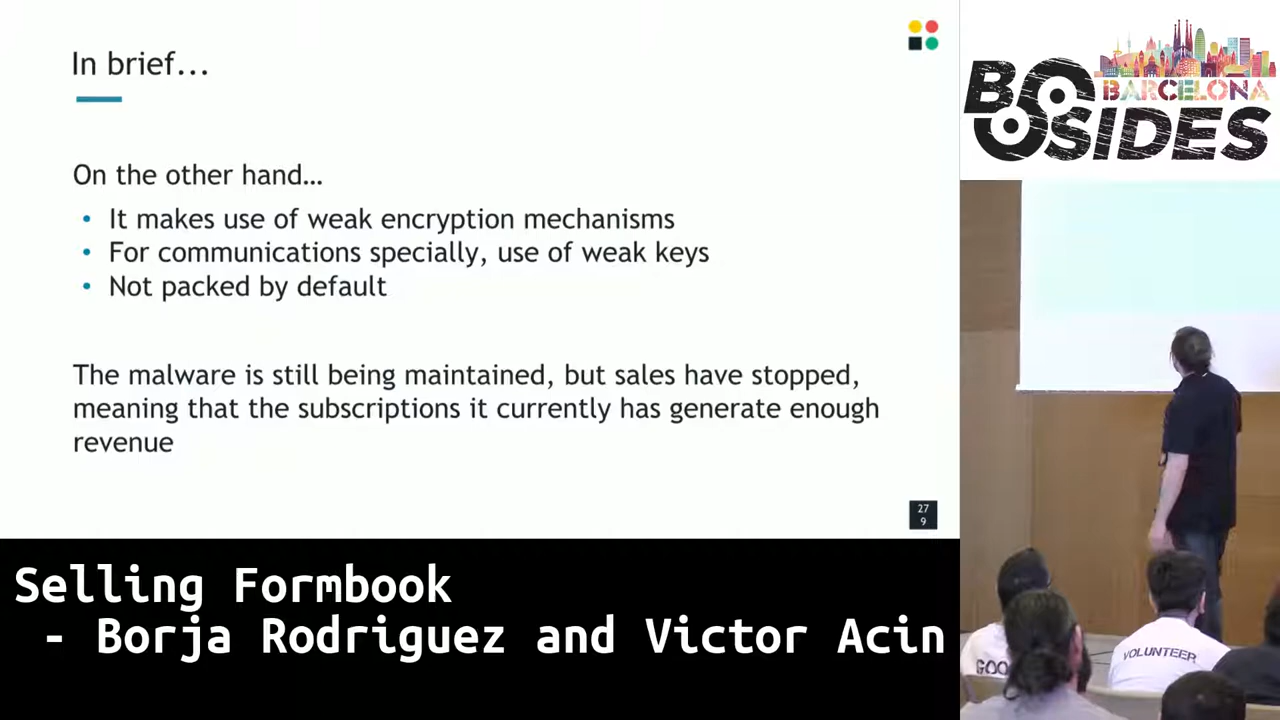 In brief...
On the other hand…
• It makes use of weak encryption mechanisms
• For communications specially, use of weak keys
• Not packed by default
The malware is still being maintained, but sales have stopped,
meaning that the subscriptions it currently has generate enough
revenue
27
9
BARCELONA
BSIDES
Selling Formbook
- Borja Rodriguez and Victor Acin
GOO
VOLUNTEER